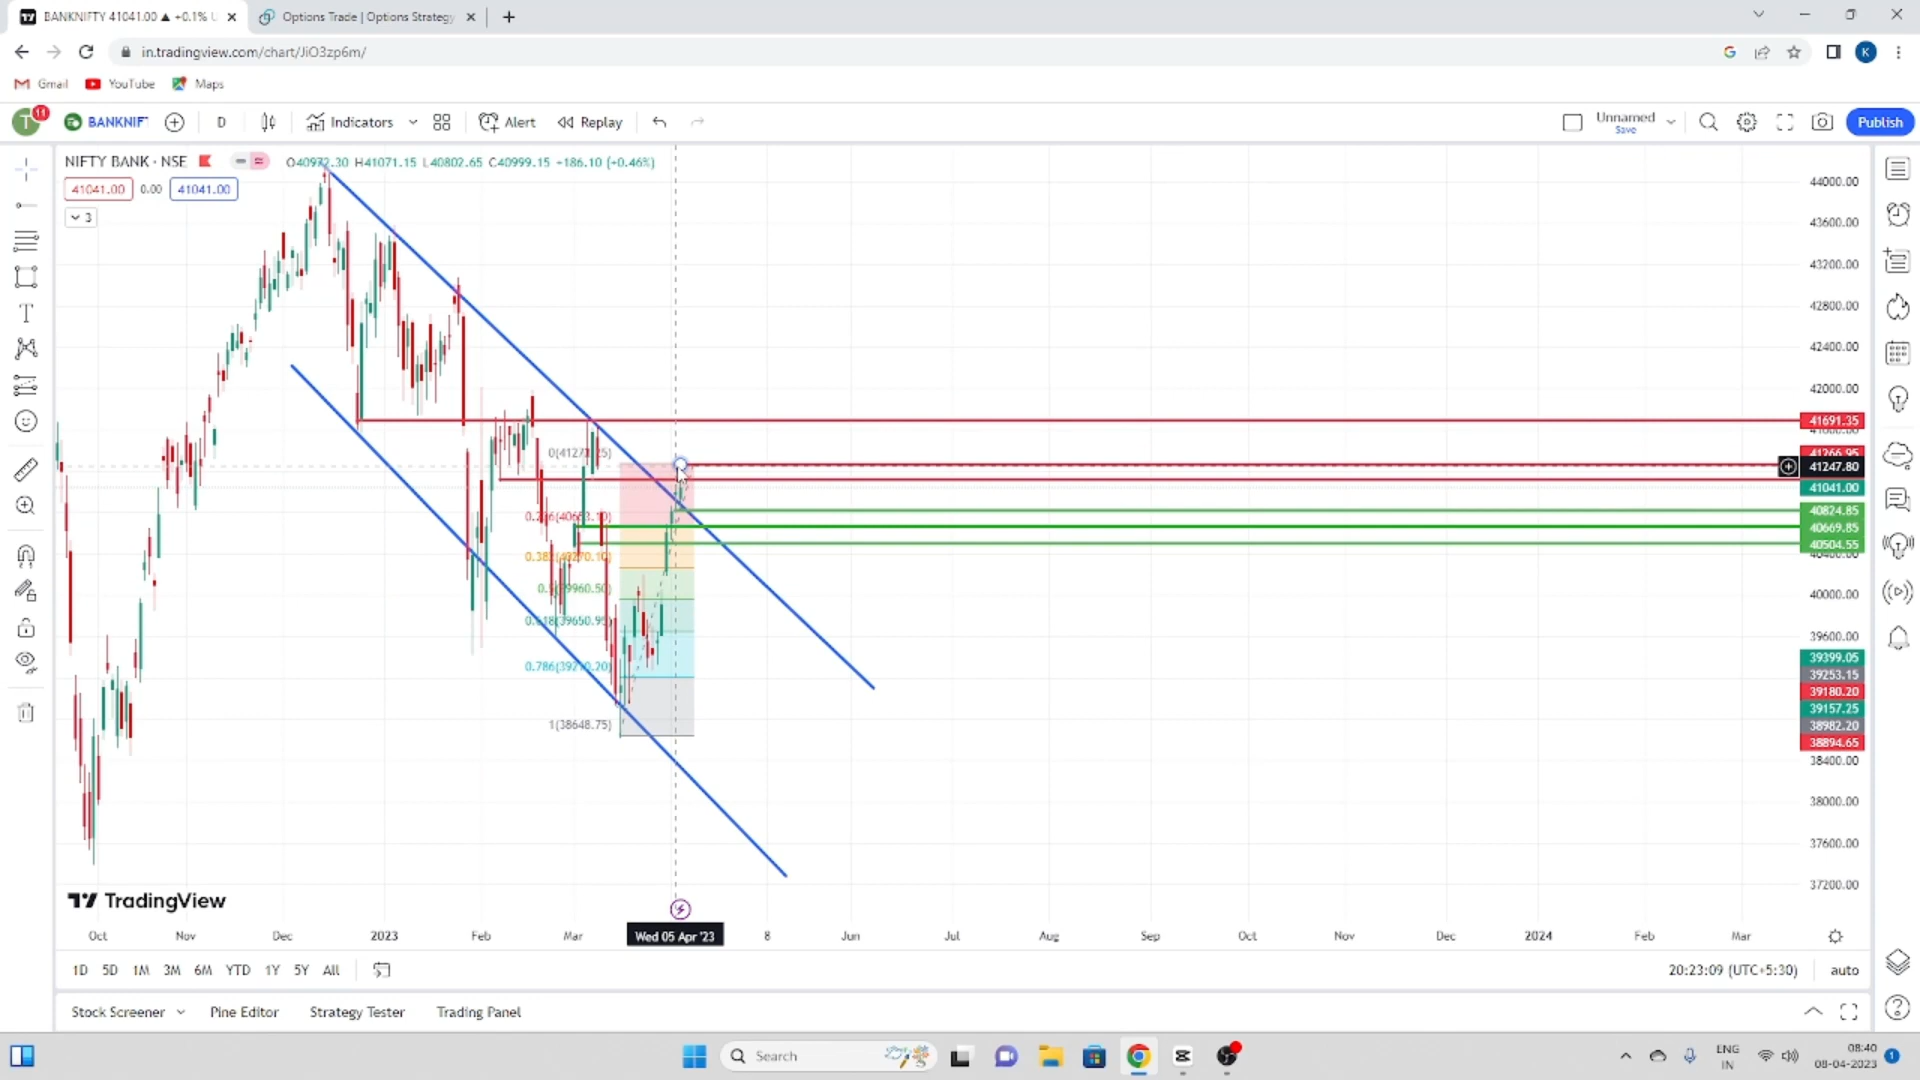 BANKNIFTY 41041.00 ▲ +0.1% U
Options Trade | Options Strategy
in.tradingview.com/chart/JiO3zp6m/
Gmail YouTube Maps
T 11 BANKNIF D Indicators Alert Replay Unnamed Save Publish
NIFTY BANK · NSE O40972.30 H41071.15 L40802.65 C40999.15 +186.10 (+0.46%)
41041.00 0.00 41041.00
3
44000.00
43600.00
43200.00
42800.00
42400.00
42000.00
41691.35
41266.95
41247.80
41041.00
40824.85
40669.85
40504.55
40000.00
39600.00
39399.05
39253.15
39180.20
39157.25
38982.20
38894.65
38400.00
38000.00
37600.00
37200.00
1(38648.75)
TradingView
Oct Nov Dec 2023 Feb Mar Wed 05 Apr '23 8 Jun Jul Aug Sep Oct Nov Dec 2024 Feb Mar
1D 5D 1M 3M 6M YTD 1Y 5Y All 20:23:09 (UTC+5:30) auto
Stock Screener Pine Editor Strategy Tester Trading Panel
Search
ENG
IN
08:40
08-04-2023
1